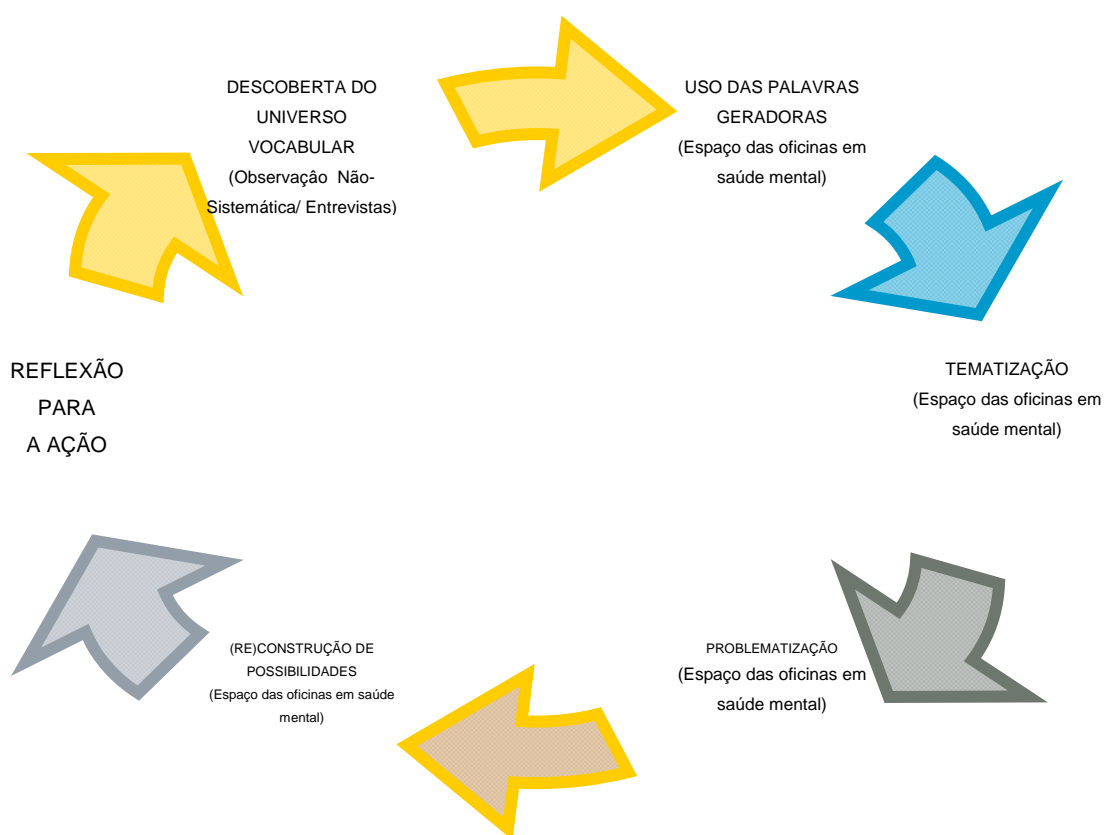 DESCOBERTA DO
UNIVERSO
VOCABULAR
(Observaçâo Não-
Sistemática/ Entrevistas)
USO DAS PALAVRAS
GERADORAS
(Espaço das oficinas em
saúde mental)
TEMATIZAÇÃO
(Espaço das oficinas em
saúde mental)
PROBLEMATIZAÇÃO
(Espaço das oficinas em
saúde mental)
(RE)CONSTRUÇÃO DE
POSSIBILIDADES
(Espaço das oficinas em saúde
mental)
REFLEXÃO
PARA
A AÇÃO